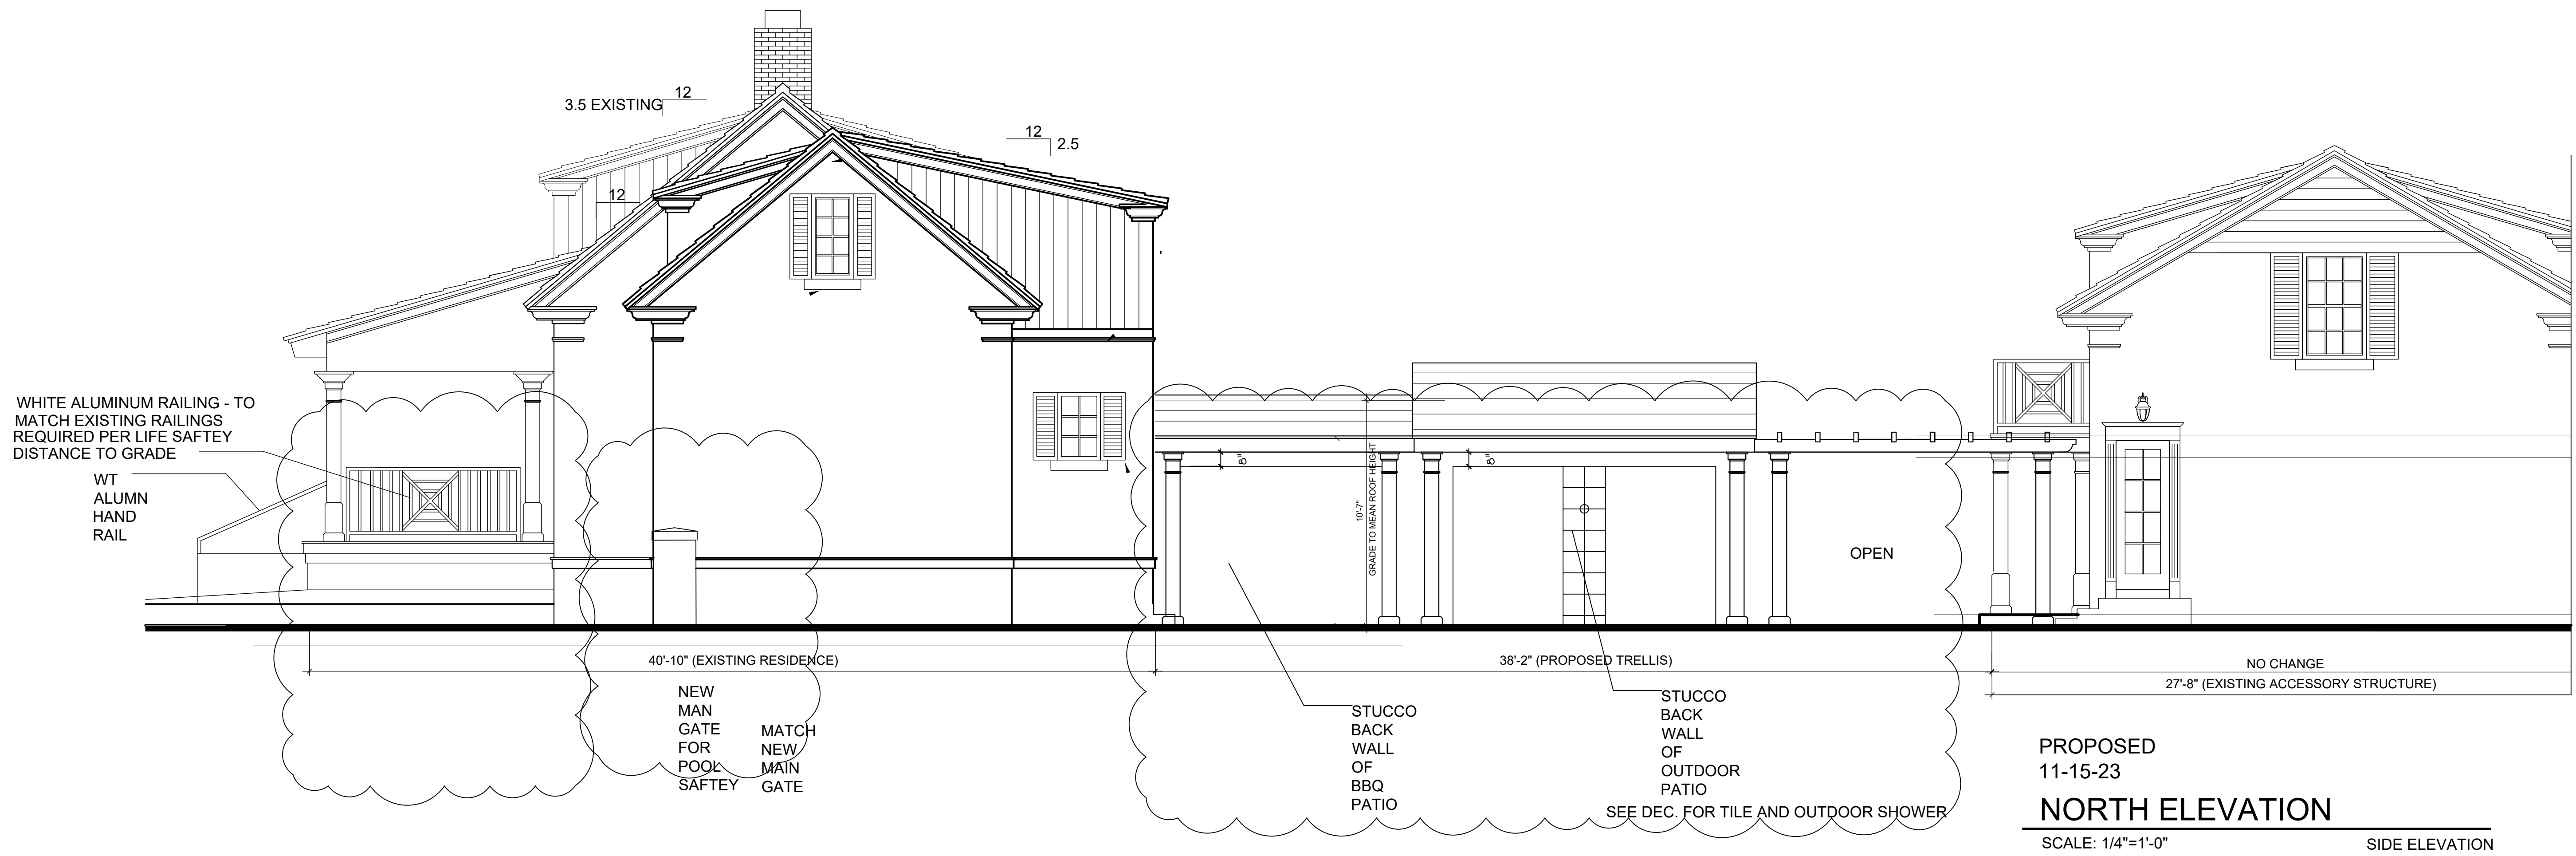 3.5 EXISTING
12
12
2.5
12
WHITE ALUMINUM RAILING - TO
MATCH EXISTING RAILINGS
REQUIRED PER LIFE SAFTEY
DISTANCE TO GRADE
WT
ALUMN
HAND
RAIL
8"
10'-7"
GRADE TO MEAN ROOF HEIGHT
8"
OPEN
40'-10" (EXISTING RESIDENCE)
38'-2" (PROPOSED TRELLIS)
NO CHANGE
27'-8" (EXISTING ACCESSORY STRUCTURE)
NEW
MAN
GATE
FOR
POOL
SAFTEY
MATCH
NEW
MAIN
GATE
STUCCO
BACK
WALL
OF
BBQ
PATIO
STUCCO
BACK
WALL
OF
OUTDOOR
PATIO
SEE DEC. FOR TILE AND OUTDOOR SHOWER
PROPOSED
11-15-23
NORTH ELEVATION
SCALE: 1/4"=1'-0"
SIDE ELEVATION